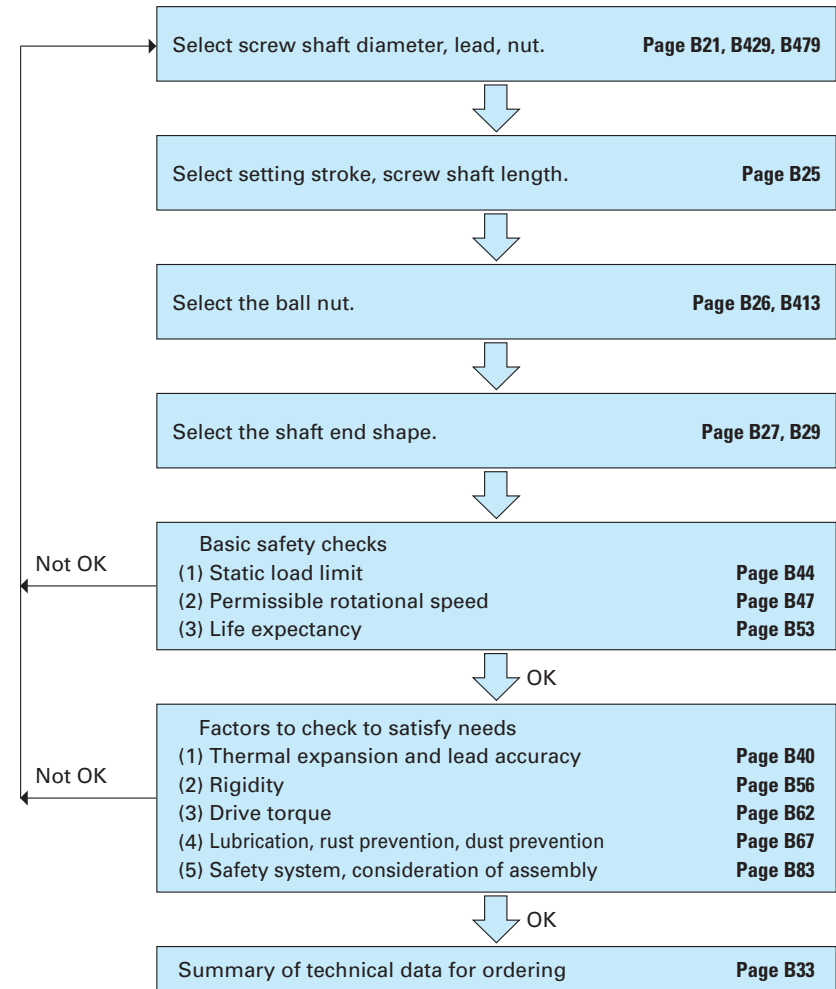 Select screw shaft diameter, lead, nut. Page B21, B429, B479
Select setting stroke, screw shaft length. Page B25
Select the ball nut. Page B26, B413
Select the shaft end shape. Page B27, B29
Basic safety checks
Not OK
(1) Static load limit Page B44
(2) Permissible rotational speed Page B47
(3) Life expectancy Page B53
OK
Factors to check to satisfy needs
(1) Thermal expansion and lead accuracy Page B40
Not OK
(2) Rigidity Page B56
(3) Drive torque Page B62
(4) Lubrication, rust prevention, dust prevention Page B67
(5) Safety system, consideration of assembly Page B83
OK
Summary of technical data for ordering Page B33